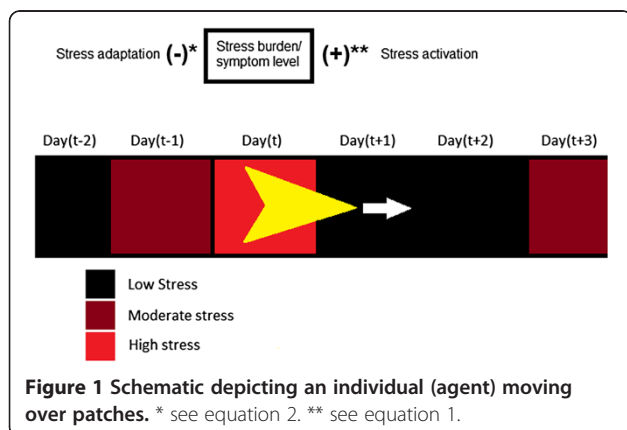 Stress adaptation (-)* Stress burden/ (+)** Stress activation
symptom level
Day(t-2) Day(t-1) Day(t) Day(t+1) Day(t+2) Day(t+3)
Low Stress
Moderate stress
High stress
Figure 1 Schematic depicting an individual (agent) moving
over patches. * see equation 2. ** see equation 1.